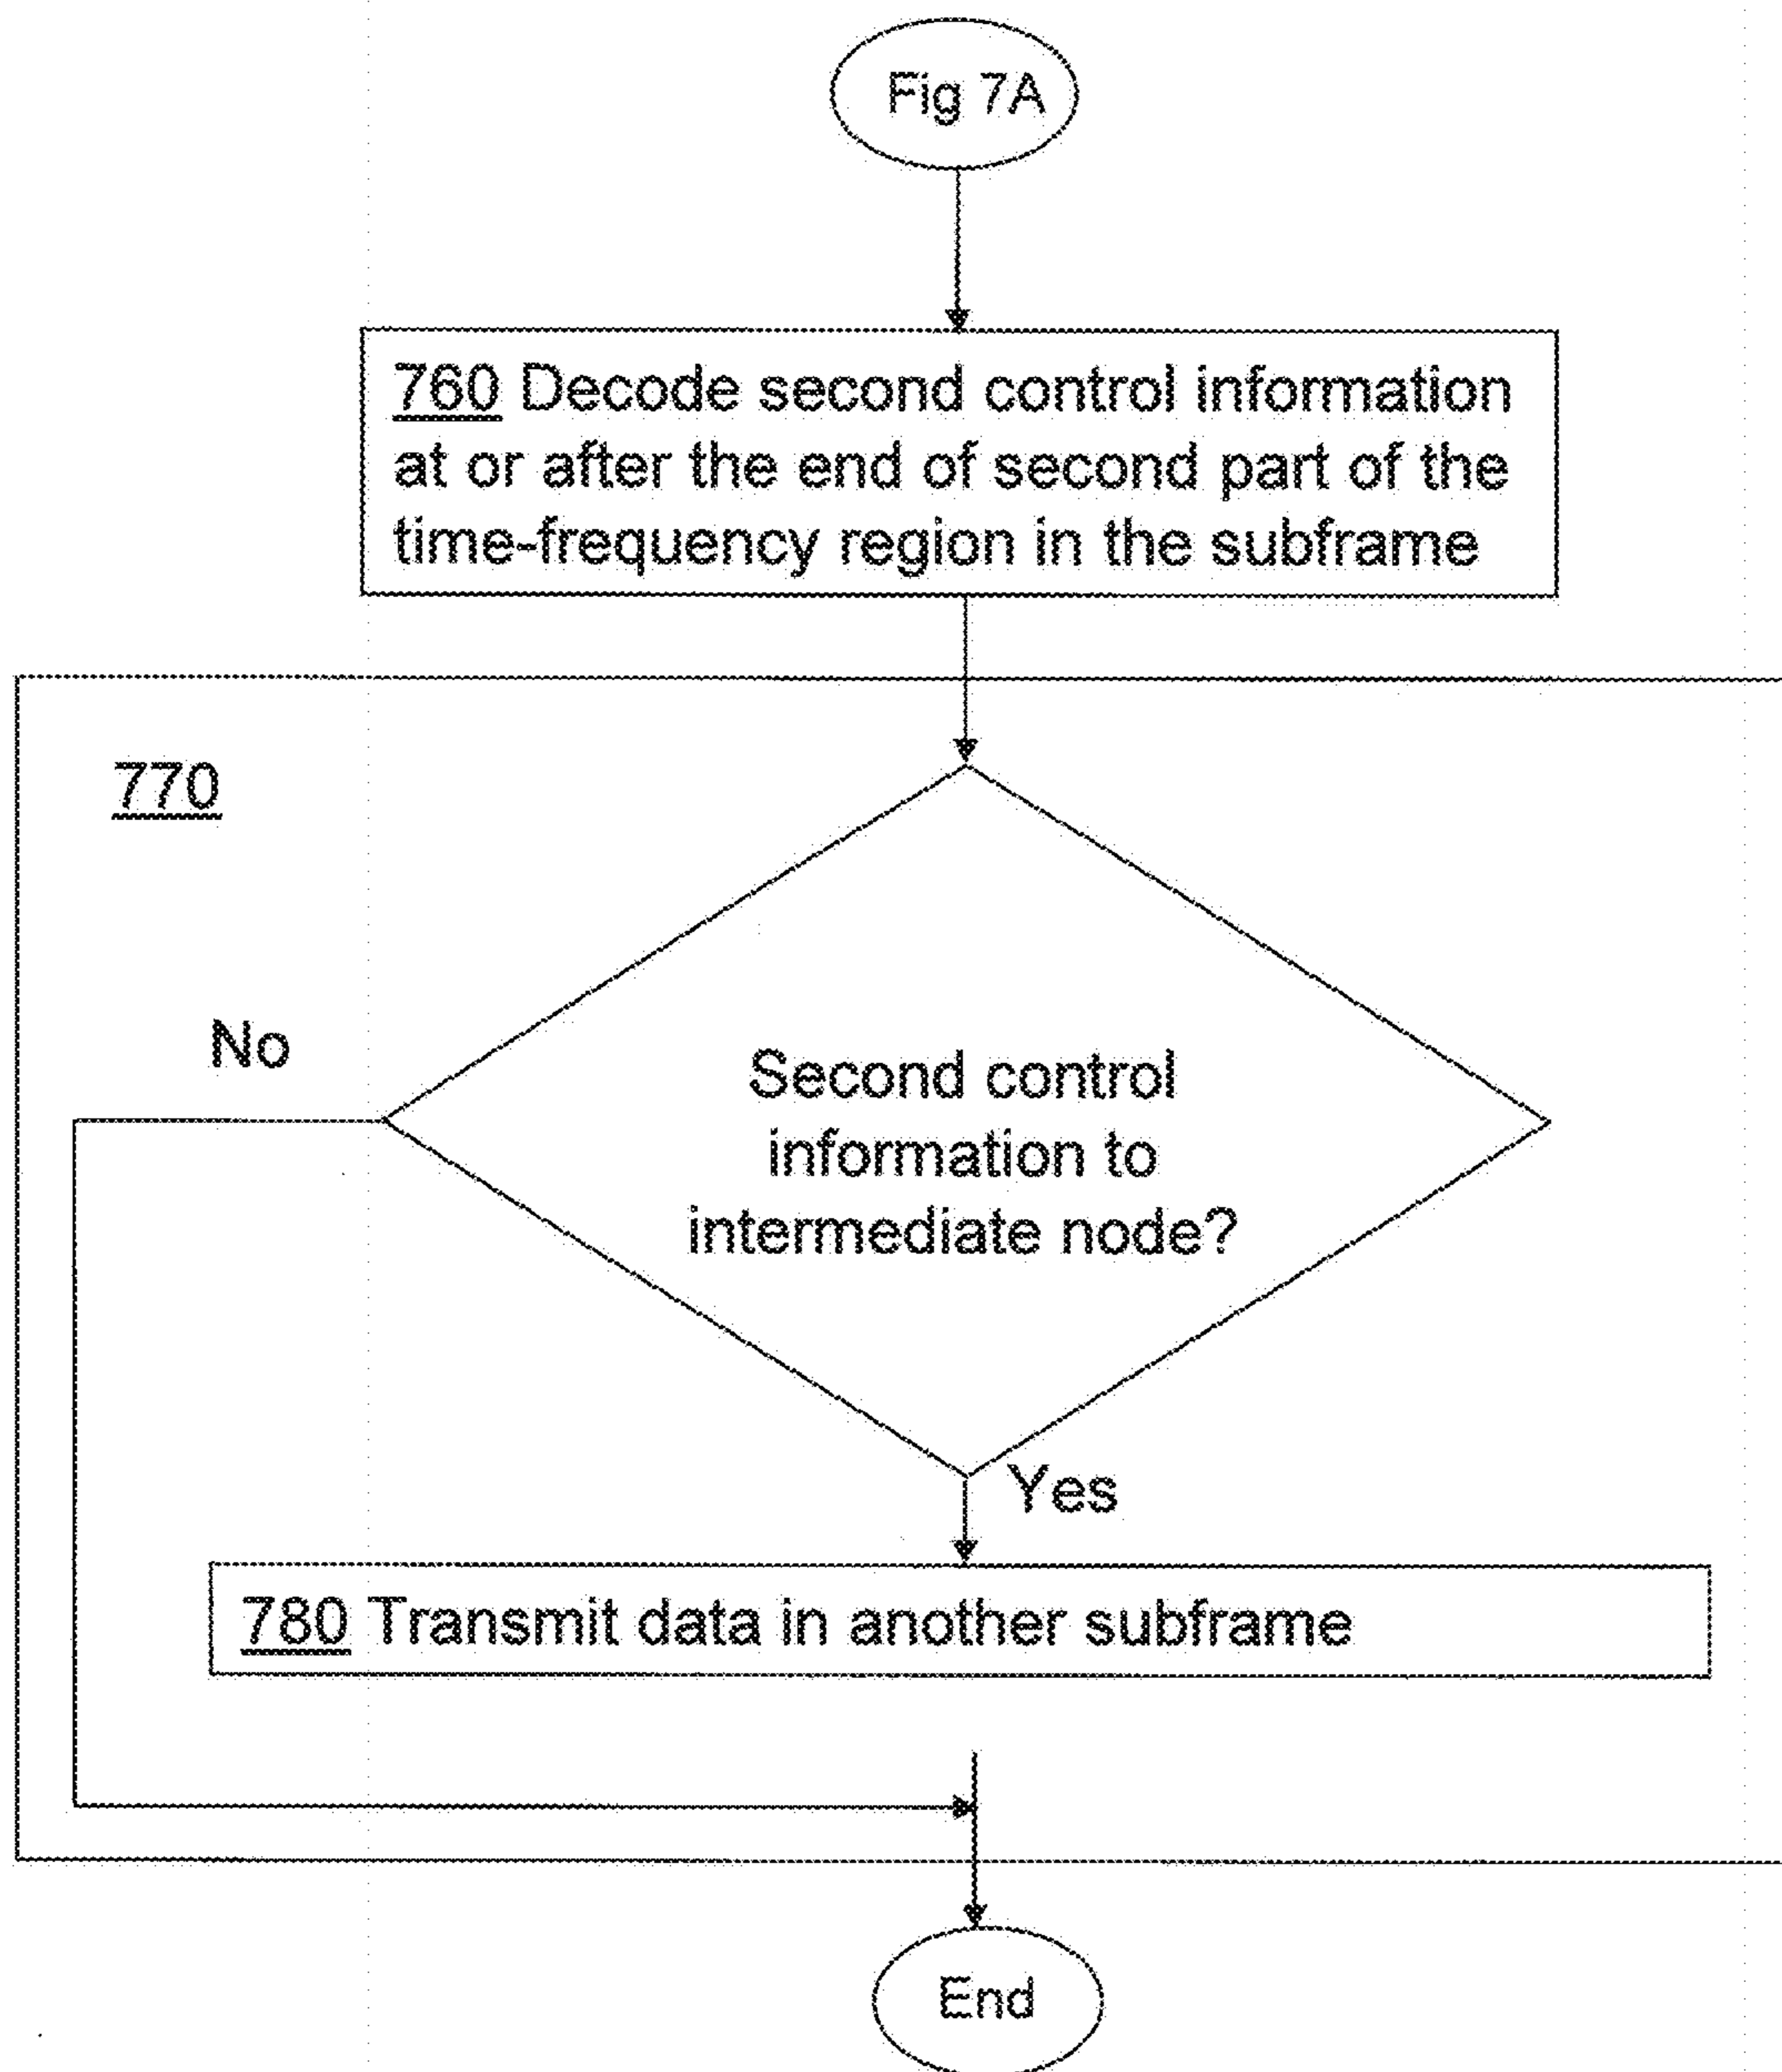 Fig 7A
760 Decode second control information
at or after the end of second part of the
time-frequency region in the subframe
770
No
Second control
information to
intermediate node?
Yes
780 Transmit data in another subframe
End